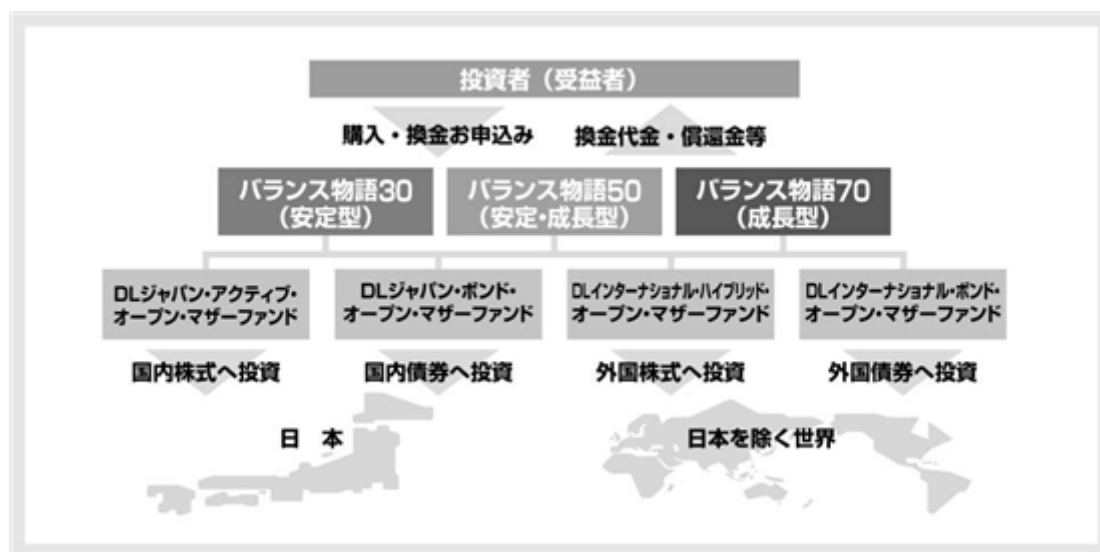 投資者（受益者）
購入・換金お申込み
換金代金・償還金等
バランス物語30
（安定型）
バランス物語50
（安定・成長型）
バランス物語70
（成長型）
DLジャパン・アクティブ・
オープン・マザーファンド
DLジャパン・ボンド・
オープン・マザーファンド
DLインターナショナル・ハイブリッド・
オープン・マザーファンド
DLインターナショナル・ボンド・
オープン・マザーファンド
国内株式へ投資
国内債券へ投資
外国株式へ投資
外国債券へ投資
日　本
日本を除く世界